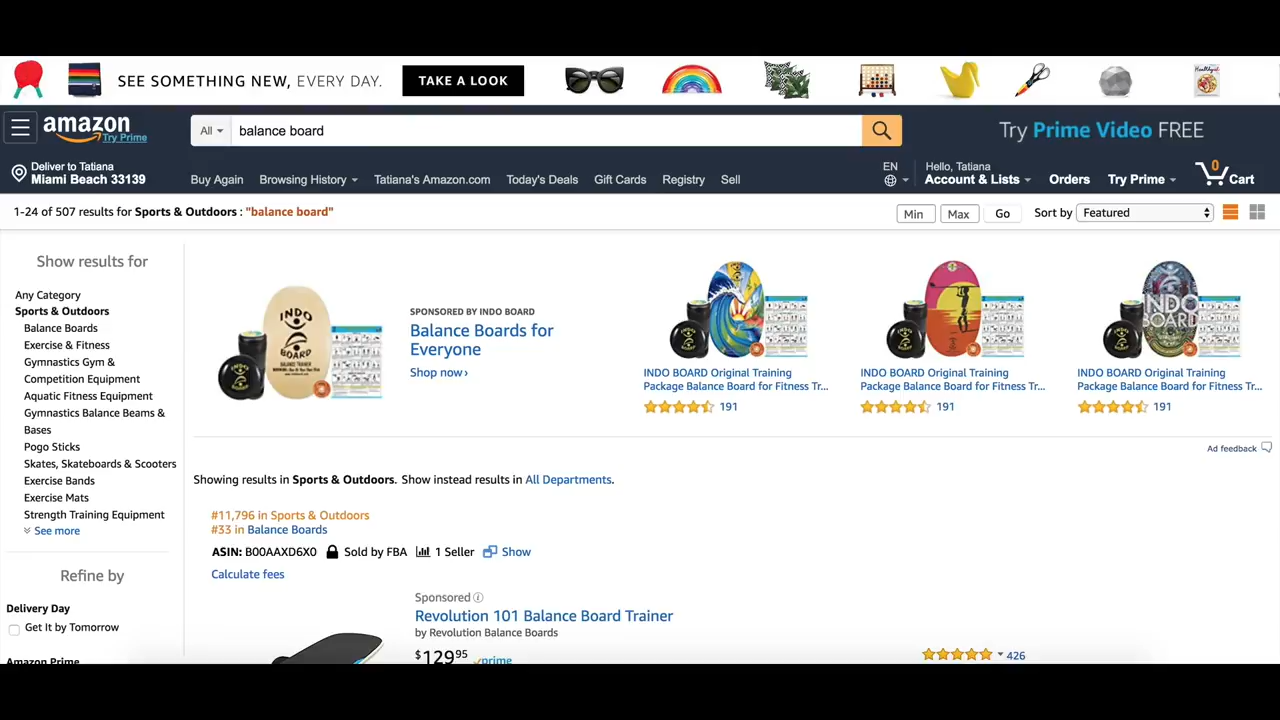 SEE SOMETHING NEW, EVERY DAY. TAKE A LOOK
amazon
Try Prime
All
balance board
Try Prime Video FREE
Deliver to Tatiana
Miami Beach 33139
Buy Again
Browsing History
Tatiana's Amazon.com
Today's Deals
Gift Cards
Registry
Sell
EN
Hello, Tatiana
Account & Lists
Orders
Try Prime
0
Cart
1-24 of 507 results for Sports & Outdoors : "balance board"
Min
Max
Go
Sort by
Featured
Show results for
Any Category
Sports & Outdoors
Balance Boards
Exercise & Fitness
Gymnastics Gym &
Competition Equipment
Aquatic Fitness Equipment
Gymnastics Balance Beams &
Bases
Pogo Sticks
Skates, Skateboards & Scooters
Exercise Bands
Exercise Mats
Strength Training Equipment
See more
Refine by
Delivery Day
Get It by Tomorrow
Amazon Prime
INDO
BOARD
SPONSORED BY INDO BOARD
Balance Boards for
Everyone
Shop now›
INDO BOARD Original Training
Package Balance Board for Fitness Tr...
191
INDO BOARD Original Training
Package Balance Board for Fitness Tr...
191
INDO
BOARD
INDO BOARD Original Training
Package Balance Board for Fitness Tr...
191
Ad feedback
Showing results in Sports & Outdoors. Show instead results in All Departments.
#11,796 in Sports & Outdoors
#33 in Balance Boards
ASIN: B00AAXD6X0 Sold by FBA 1 Seller Show
Calculate fees
Sponsored
Revolution 101 Balance Board Trainer
by Revolution Balance Boards
$129.95 prime
426